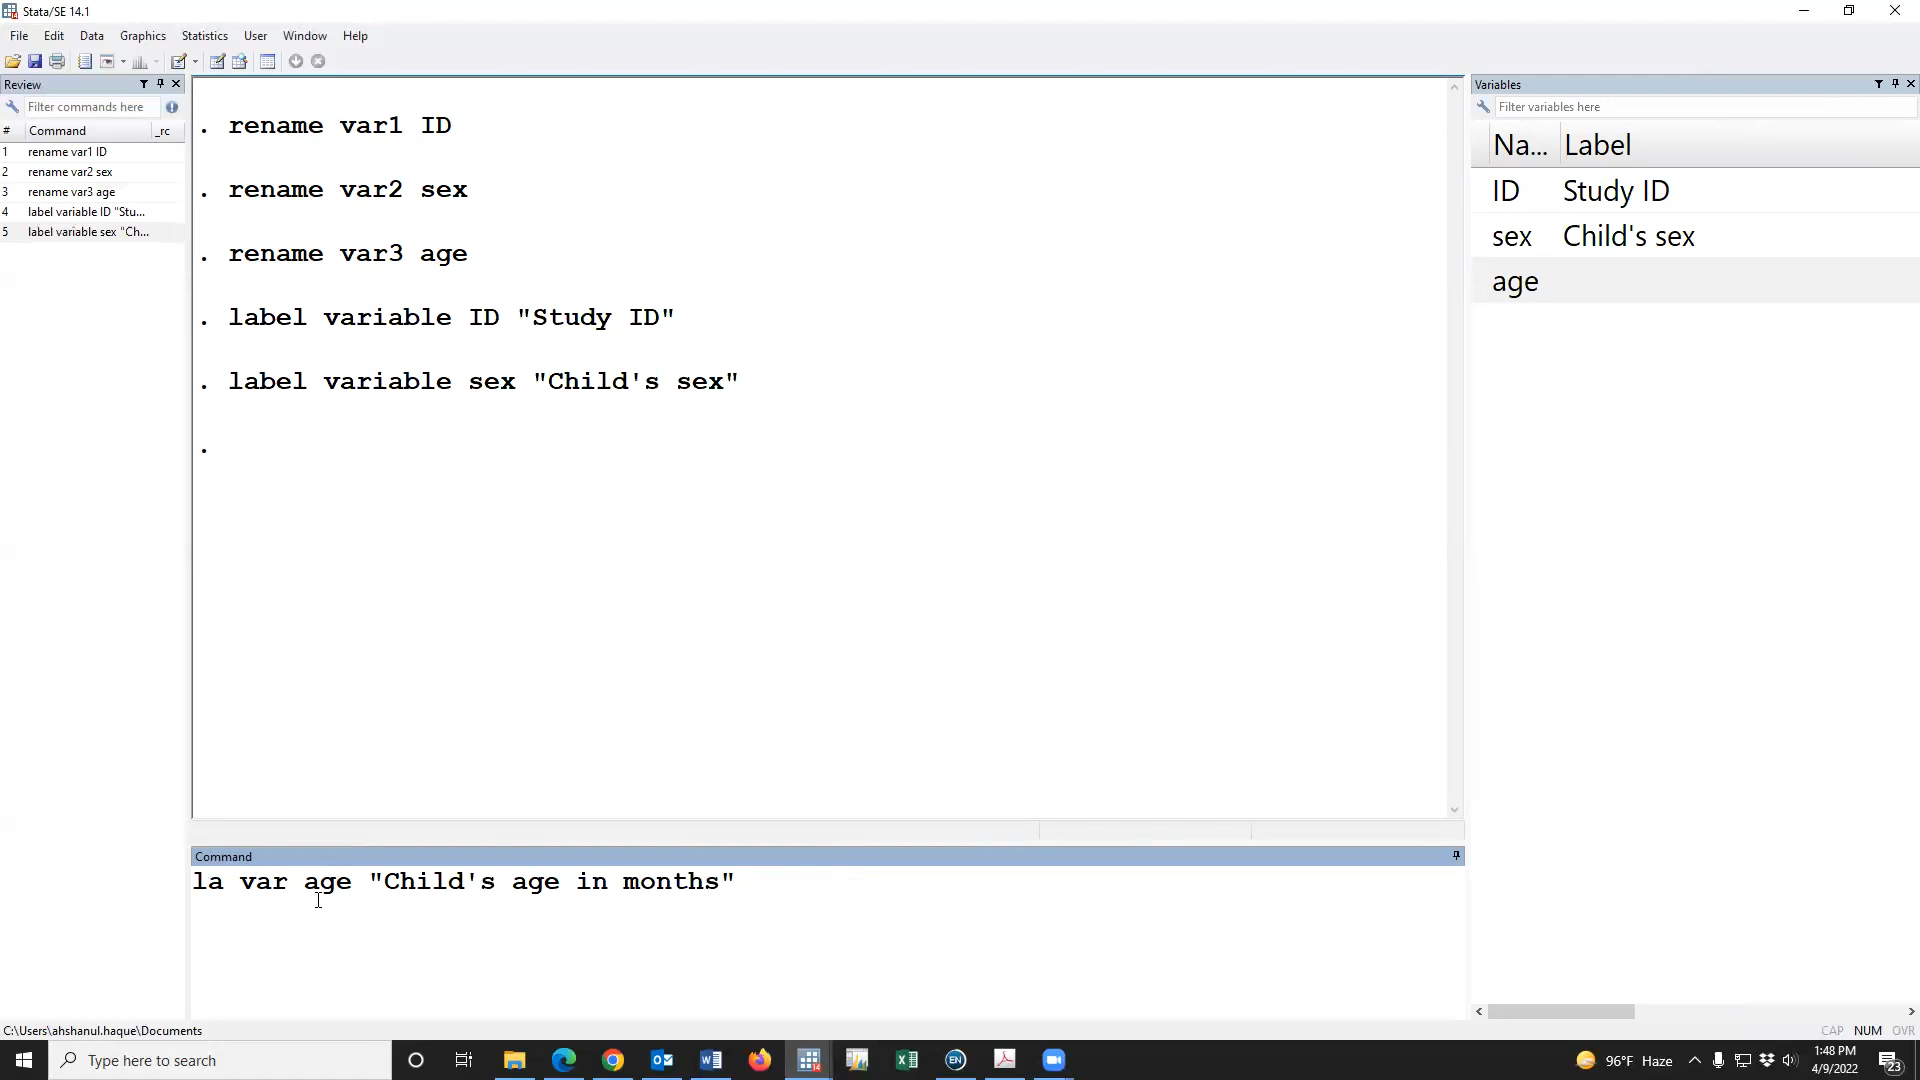 Stata/SE 14.1
File Edit Data Graphics Statistics User Window Help
Review
Filter commands here
# Command _rc
1 rename var1 ID
2 rename var2 sex
3 rename var3 age
4 label variable ID "Stu...
5 label variable sex "Ch...
. rename var1 ID
. rename var2 sex
. rename var3 age
. label variable ID "Study ID"
. label variable sex "Child's sex"
.
Variables
Filter variables here
Na... Label
ID Study ID
sex Child's sex
age
Command
la var age "Child's age in months"
C:\Users\ahshanul.haque\Documents
CAP NUM OVR
Type here to search
EN
96°F Haze
1:48 PM
4/9/2022
23